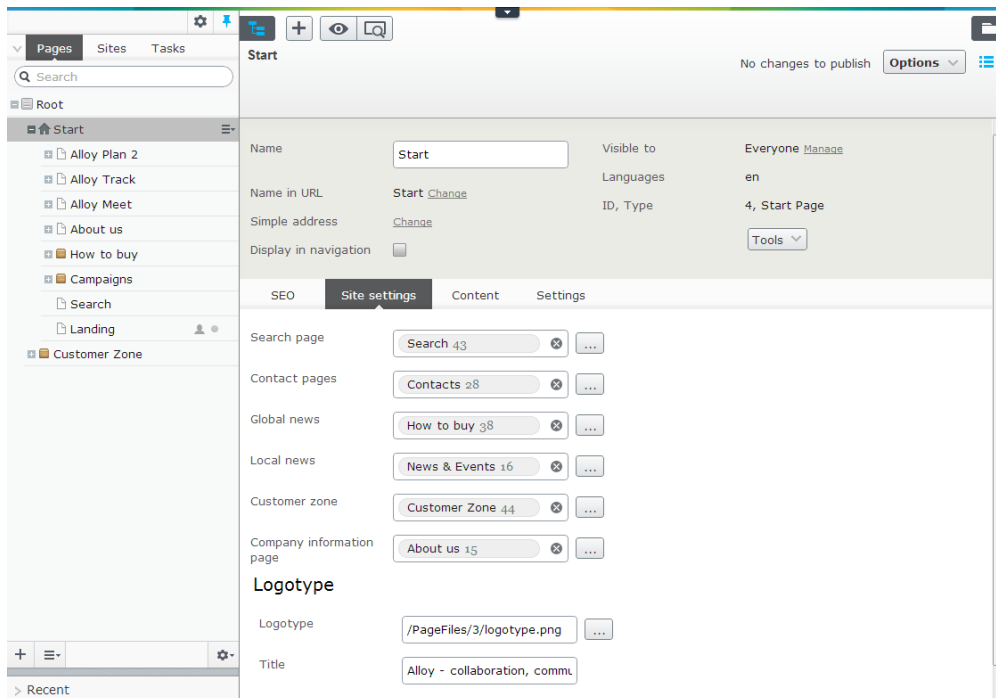 Pages Sites Tasks
Search
Root
Start
Alloy Plan 2
Alloy Track
Alloy Meet
About us
How to buy
Campaigns
Search
Landing
Customer Zone
Recent
Start
No changes to publish Options
Name Start
Name in URL Start Change
Simple address Change
Display in navigation
Visible to Everyone Manage
Languages en
ID, Type 4, Start Page
Tools
SEO Site settings Content Settings
Search page Search 43 ...
Contact pages Contacts 28 ...
Global news How to buy 38 ...
Local news News & Events 16 ...
Customer zone Customer Zone 44 ...
Company information
page About us 15 ...
Logotype
Logotype /PageFiles/3/logotype.png ...
Title Alloy - collaboration, commu